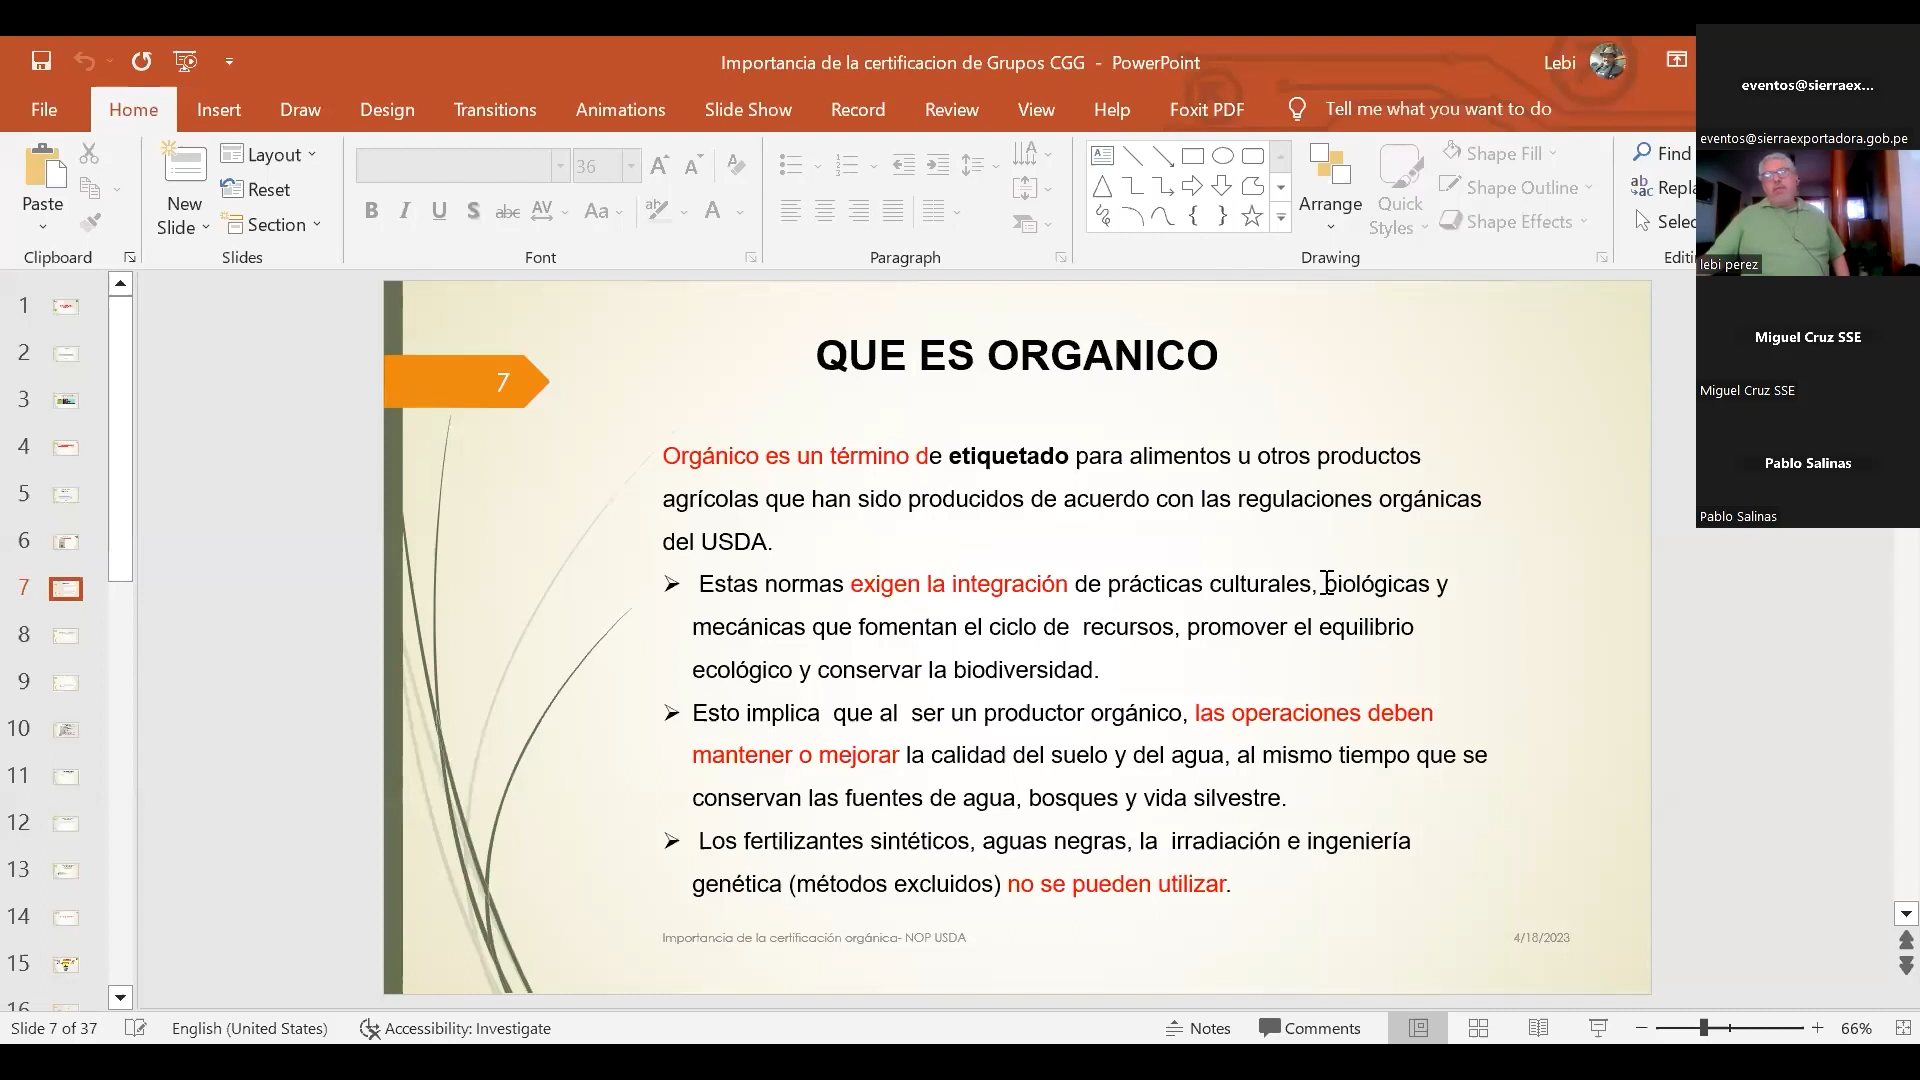 Importancia de la certificacion de Grupos CGG - PowerPoint
Lebi
File Home Insert Draw Design Transitions Animations Slide Show Record Review View Help Foxit PDF Tell me what you want to do
Paste
Clipboard
New Slide
Layout
Reset
Section
Slides
36
Font
Paragraph
Arrange
Quick Styles
Shape Fill
Shape Outline
Shape Effects
Drawing
Find
Repla
Selec
Editi
eventos@sierraex...
eventos@sierraexportadora.gob.pe
lebi perez
Miguel Cruz SSE
Miguel Cruz SSE
Pablo Salinas
Pablo Salinas
1
2
3
4
5
6
7
8
9
10
11
12
13
14
15
16
7
QUE ES ORGANICO
Orgánico es un término de etiquetado para alimentos u otros productos
agrícolas que han sido producidos de acuerdo con las regulaciones orgánicas
del USDA.
➢ Estas normas exigen la integración de prácticas culturales, biológicas y
mecánicas que fomentan el ciclo de recursos, promover el equilibrio
ecológico y conservar la biodiversidad.
➢ Esto implica que al ser un productor orgánico, las operaciones deben
mantener o mejorar la calidad del suelo y del agua, al mismo tiempo que se
conservan las fuentes de agua, bosques y vida silvestre.
➢ Los fertilizantes sintéticos, aguas negras, la irradiación e ingeniería
genética (métodos excluidos) no se pueden utilizar.
Importancia de la certificación orgánica- NOP USDA
4/18/2023
Slide 7 of 37
English (United States)
Accessibility: Investigate
Notes
Comments
66%